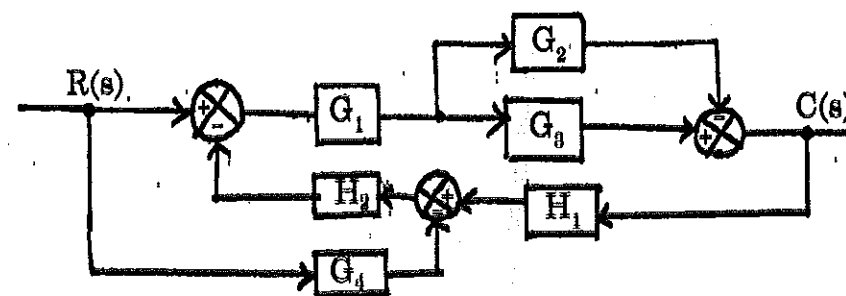 G₂
R(s)
G₁
G₃
C(s)
+
-
-
+
H₂
+
-
H₁
G₄